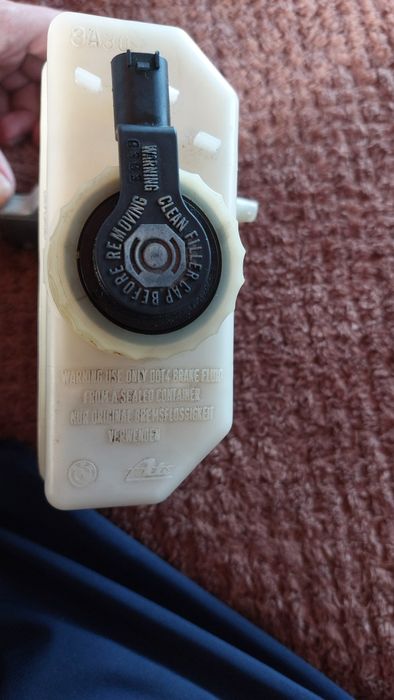 3A80
WARNING
CLEAN FILLER CAP BEFORE REMOVING
WARNING USE ONLY DOT4 BRAKE FLUID
FROM A SEALED CONTAINER
NUR ORIGINAL BREMSFLÜSSIGKEIT
VERWENDEN
Ate